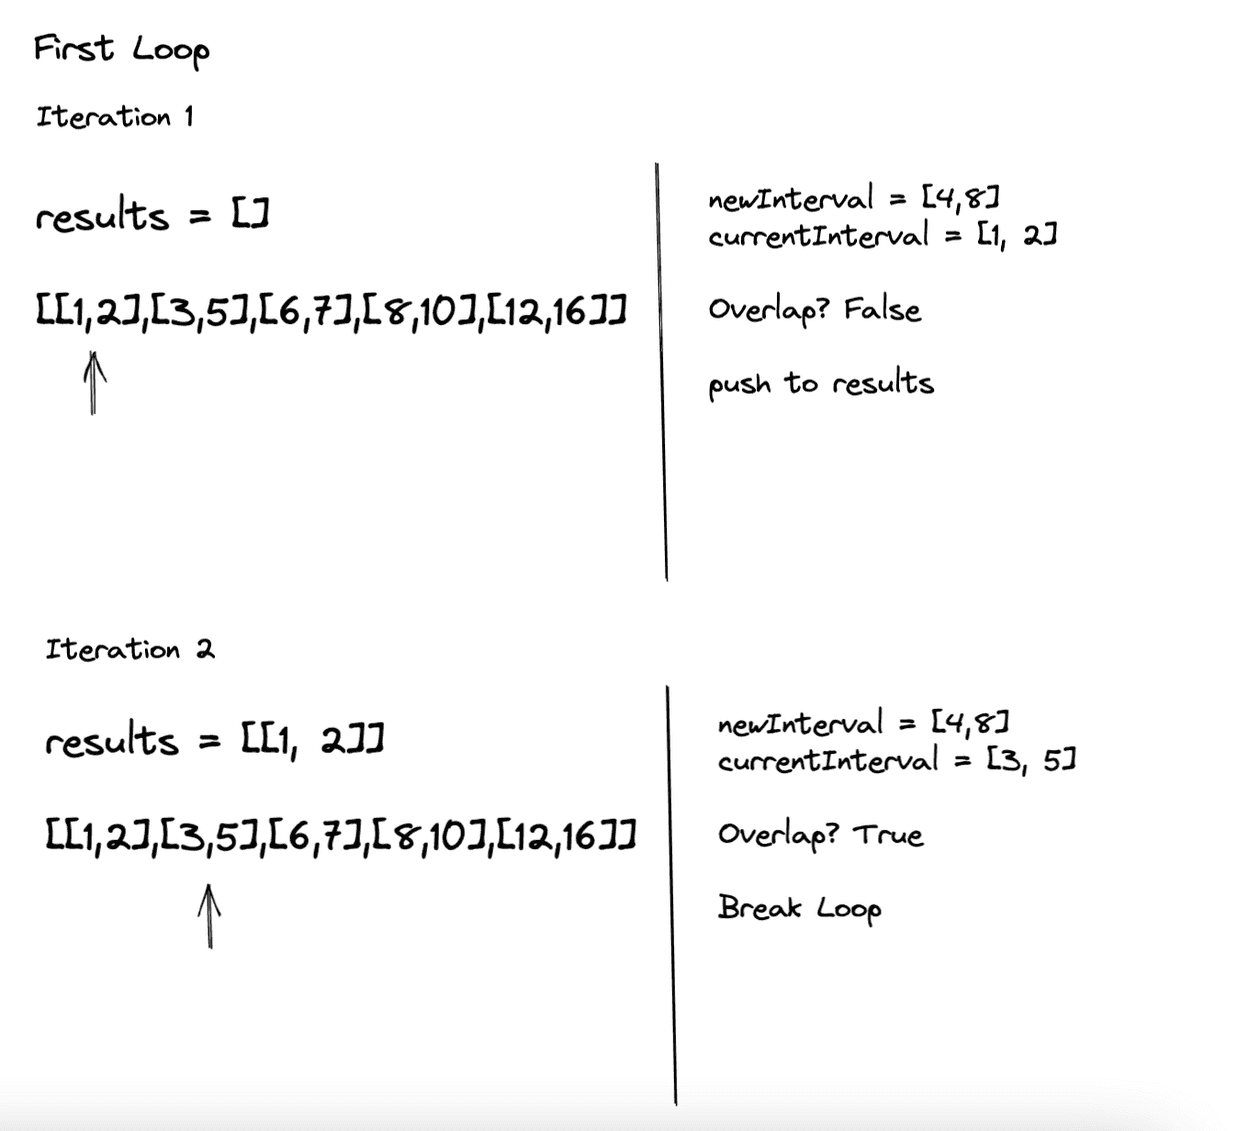 First Loop
Iteration 1
results = []
[[1,2],[3,5],[6,7],[8,10],[12,16]]
newInterval = [4,8]
currentInterval = [1, 2]
Overlap? False
push to results
Iteration 2
results = [[1, 2]]
[[1,2],[3,5],[6,7],[8,10],[12,16]]
newInterval = [4,8]
currentInterval = [3, 5]
Overlap? True
Break Loop